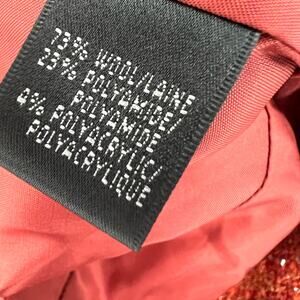 73% WOOL/LAINE
23% POLYAMIDE/
POLYAMIDE
4% POLYACRYLIC/
POLYACRYLIQUE